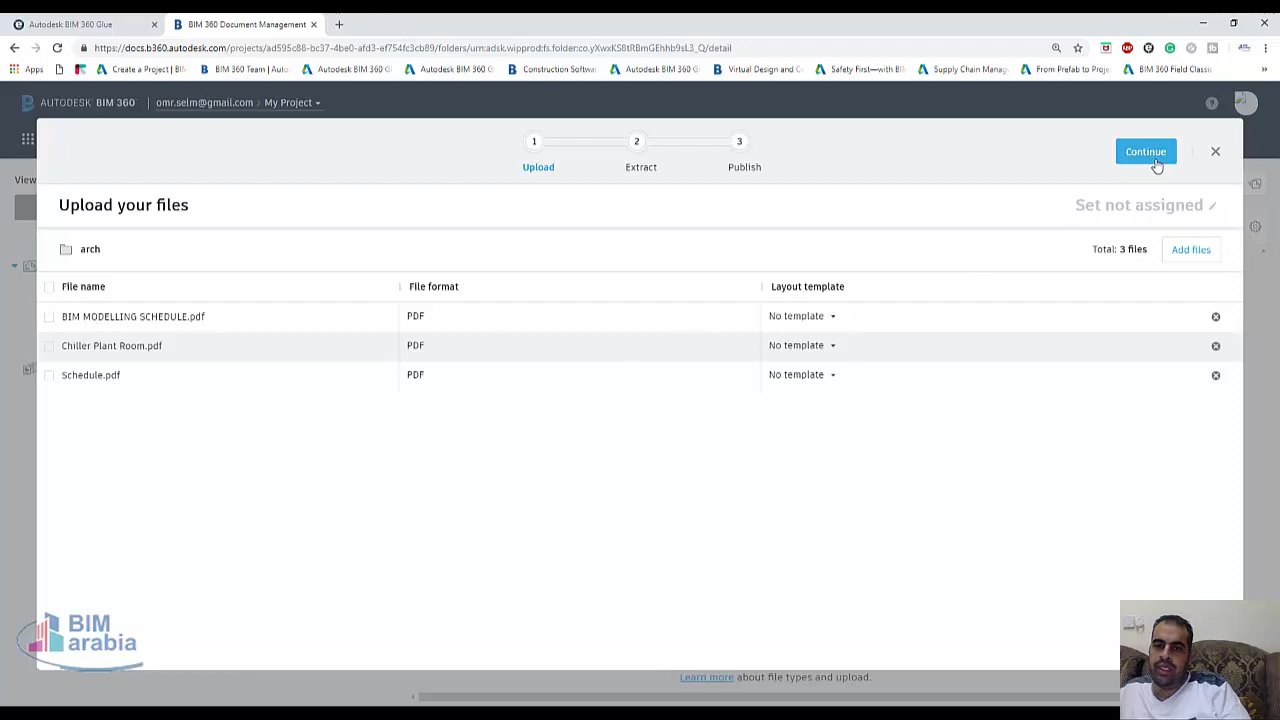 Autodesk BIM 360 Glue
BIM 360 Document Management
https://docs.b360.autodesk.com/projects/ad595c86-bc37-4be0-afd3-ef754fc3cb89/folders/urn:adsk.wipprod:fs.folder:co.yXwxKS8tRBmGEhhb9sL3_Q/detail
Apps
Create a Project | BIM
BIM 360 Team | Auto
Autodesk BIM 360 G
Autodesk BIM 360 G
Construction Softwa
Autodesk BIM 360 G
Virtual Design and C
Safety First—with BI
Supply Chain Manag
From Prefab to Proje
BIM 360 Field Classic
AUTODESK BIM 360
omr.selm@gmail.com > My Project
1
2
3
Continue
Upload
Extract
Publish
View
Upload your files
Set not assigned
arch
Total: 3 files
Add files
File name
File format
Layout template
BIM MODELLING SCHEDULE.pdf
PDF
No template
Chiller Plant Room.pdf
PDF
No template
Schedule.pdf
PDF
No template
BIM
arabia
Learn more about file types and upload.